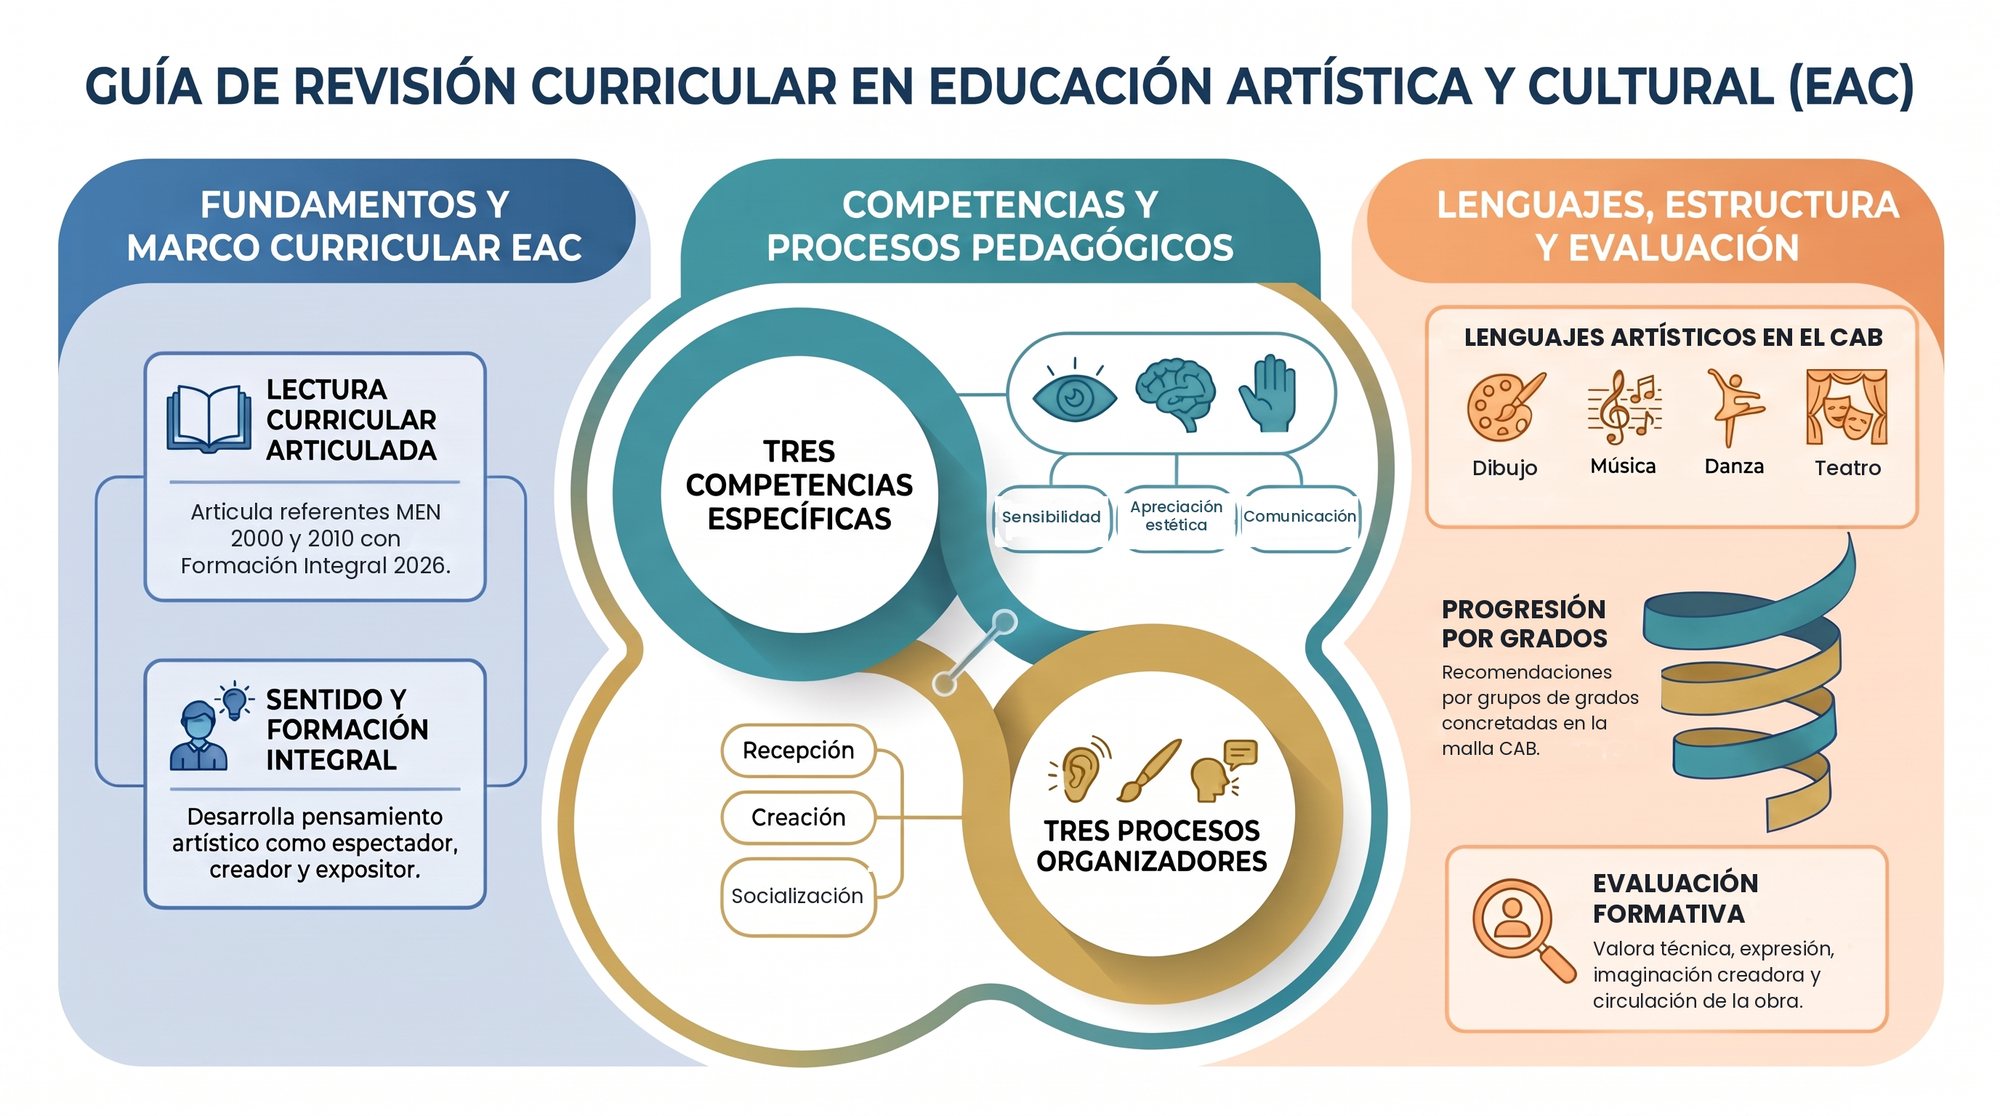 GUÍA DE REVISIÓN CURRICULAR EN EDUCACIÓN ARTÍSTICA Y CULTURAL (EAC)
FUNDAMENTOS Y
MARCO CURRICULAR EAC
LECTURA
CURRICULAR
ARTICULADA
Articula referentes MEN
2000 y 2010 con
Formación Integral 2026.
SENTIDO Y
FORMACIÓN
INTEGRAL
Desarrolla pensamiento
artístico como espectador,
creador y expositor.
COMPETENCIAS Y
PROCESOS PEDAGÓGICOS
TRES
COMPETENCIAS
ESPECÍFICAS
Sensibilidad
Apreciación
estética
Comunicación
Recepción
Creación
Socialización
TRES PROCESOS
ORGANIZADORES
LENGUAJES, ESTRUCTURA
Y EVALUACIÓN
LENGUAJES ARTÍSTICOS EN EL CAB
Dibujo
Música
Danza
Teatro
PROGRESIÓN
POR GRADOS
Recomendaciones
por grupos de grados
concretadas en la
malla CAB.
EVALUACIÓN
FORMATIVA
Valora técnica, expresión,
imaginación creadora y
circulación de la obra.